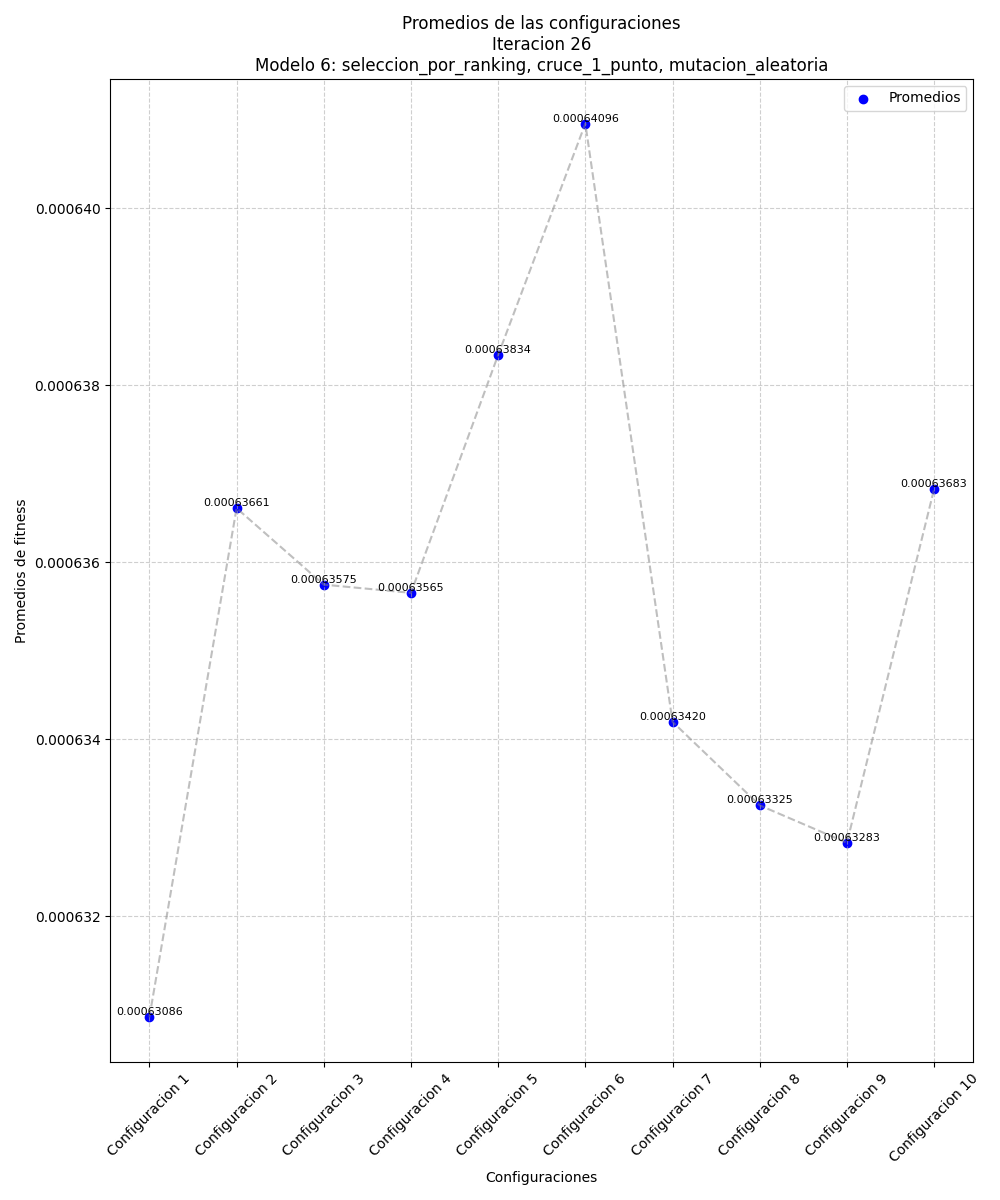 Promedios de las configuraciones
Iteracion 26
Modelo 6: seleccion_por_ranking, cruce_1_punto, mutacion_aleatoria
Promedios
0.00064096
0.000640
0.00063834
0.000638
0.00063683
0.00063661
0.000636
0.00063575
0.00063565
0.00063420
0.000634
0.00063325
0.00063283
0.000632
0.00063086
Promedios de fitness
Configuracion 1
Configuracion 2
Configuracion 3
Configuracion 4
Configuracion 5
Configuracion 6
Configuracion 7
Configuracion 8
Configuracion 9
Configuracion 10
Configuraciones